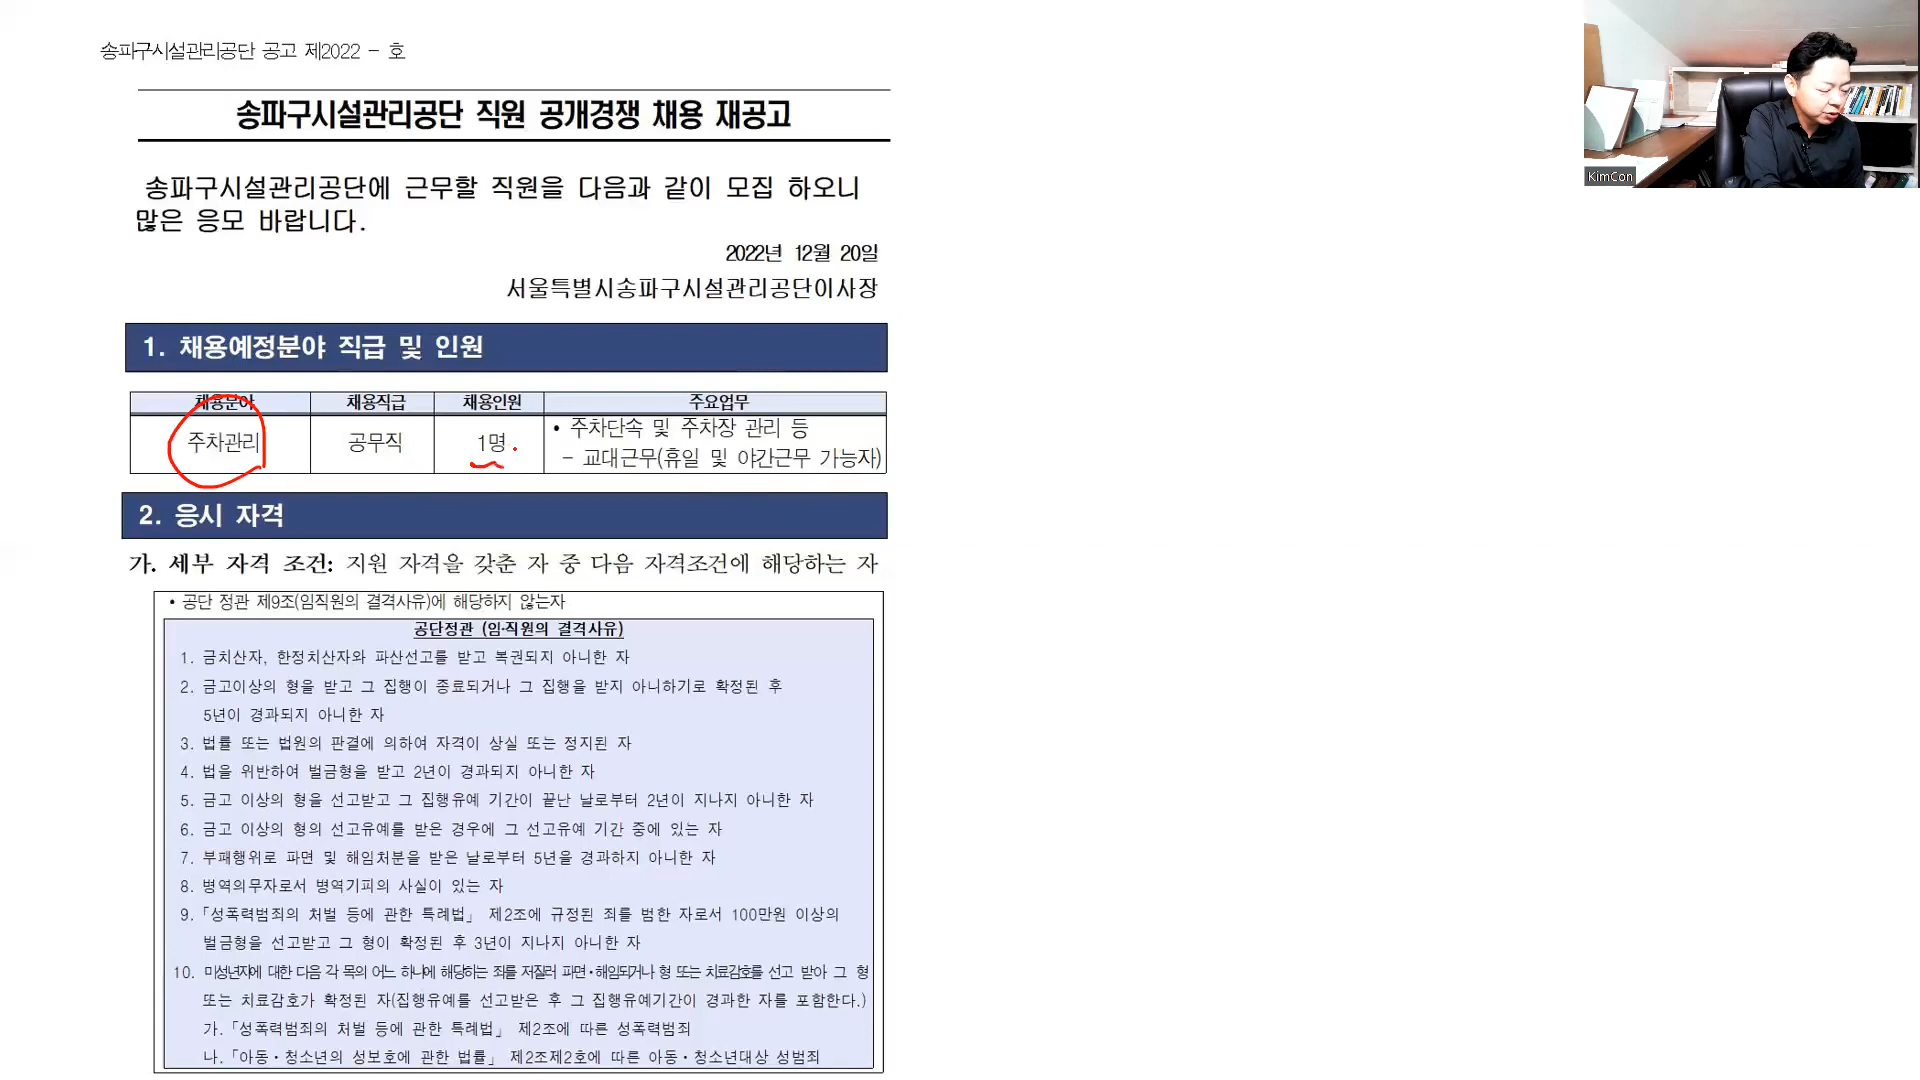 송파구시설관리공단 공고 제2022 - 호
송파구시설관리공단 직원 공개경쟁 채용 재공고
송파구시설관리공단에 근무할 직원을 다음과 같이 모집 하오니
많은 응모 바랍니다.
2022년 12월 20일
서울특별시송파구시설관리공단이사장
1. 채용예정분야 직급 및 인원
채용분야 채용직급 채용인원 주요업무
주차관리 공무직 1명 • 주차단속 및 주차장 관리 등
- 교대근무(휴일 및 야간근무 가능자)
2. 응시 자격
가. 세부 자격 조건: 지원 자격을 갖춘 자 중 다음 자격조건에 해당하는 자
• 공단 정관 제9조(임직원의 결격사유)에 해당하지 않는자
공단정관 (임·직원의 결격사유)
1. 금치산자, 한정치산자와 파산선고를 받고 복권되지 아니한 자
2. 금고이상의 형을 받고 그 집행이 종료되거나 그 집행을 받지 아니하기로 확정된 후
5년이 경과되지 아니한 자
3. 법률 또는 법원의 판결에 의하여 자격이 상실 또는 정지된 자
4. 법을 위반하여 벌금형을 받고 2년이 경과되지 아니한 자
5. 금고 이상의 형을 선고받고 그 집행유예 기간이 끝난 날로부터 2년이 지나지 아니한 자
6. 금고 이상의 형의 선고유예를 받은 경우에 그 선고유예 기간 중에 있는 자
7. 부패행위로 파면 및 해임처분을 받은 날로부터 5년을 경과하지 아니한 자
8. 병역의무자로서 병역기피의 사실이 있는 자
9. 「성폭력범죄의 처벌 등에 관한 특례법」 제2조에 규정된 죄를 범한 자로서 100만원 이상의
벌금형을 선고받고 그 형이 확정된 후 3년이 지나지 아니한 자
10. 미성년자에 대한 다음 각 목의 어느 하나에 해당하는 죄를 저질러 파면·해임되거나 형 또는 치료감호를 선고 받아 그 형
또는 치료감호가 확정된 자(집행유예를 선고받은 후 그 집행유예기간이 경과한 자를 포함한다.)
가. 「성폭력범죄의 처벌 등에 관한 특례법」 제2조에 따른 성폭력범죄
나. 「아동·청소년의 성보호에 관한 법률」 제2조제2호에 따른 아동·청소년대상 성범죄
KimCon